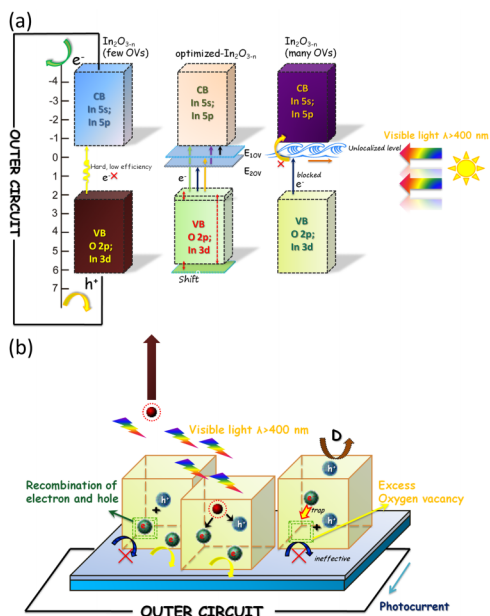 (a)
In₂O₃₋ₙ
(few OVs)
optimized-In₂O₃₋ₙ
In₂O₃₋ₙ
(many OVs)
e⁻
-4
-3
-2
-1
0
1
2
3
4
5
6
7
h⁺
OUTER CIRCUIT
CB
In 5s;
In 5p
Hard, low efficiency
e⁻✗
VB
O 2p;
In 3d
CB
In 5s;
In 5p
E1OV
E2OV
e⁻
VB
O 2p;
In 3d
Shift
CB
In 5s;
In 5p
Unlocalized level
blocked
e⁻
VB
O 2p;
In 3d
Visible light λ>400 nm
(b)
Visible light λ>400 nm
D
h⁺
Recombination of
electron and hole
h⁺
h⁺
h⁺
trap
Excess
Oxygen vacancy
ineffective
Photocurrent
OUTER CIRCUIT